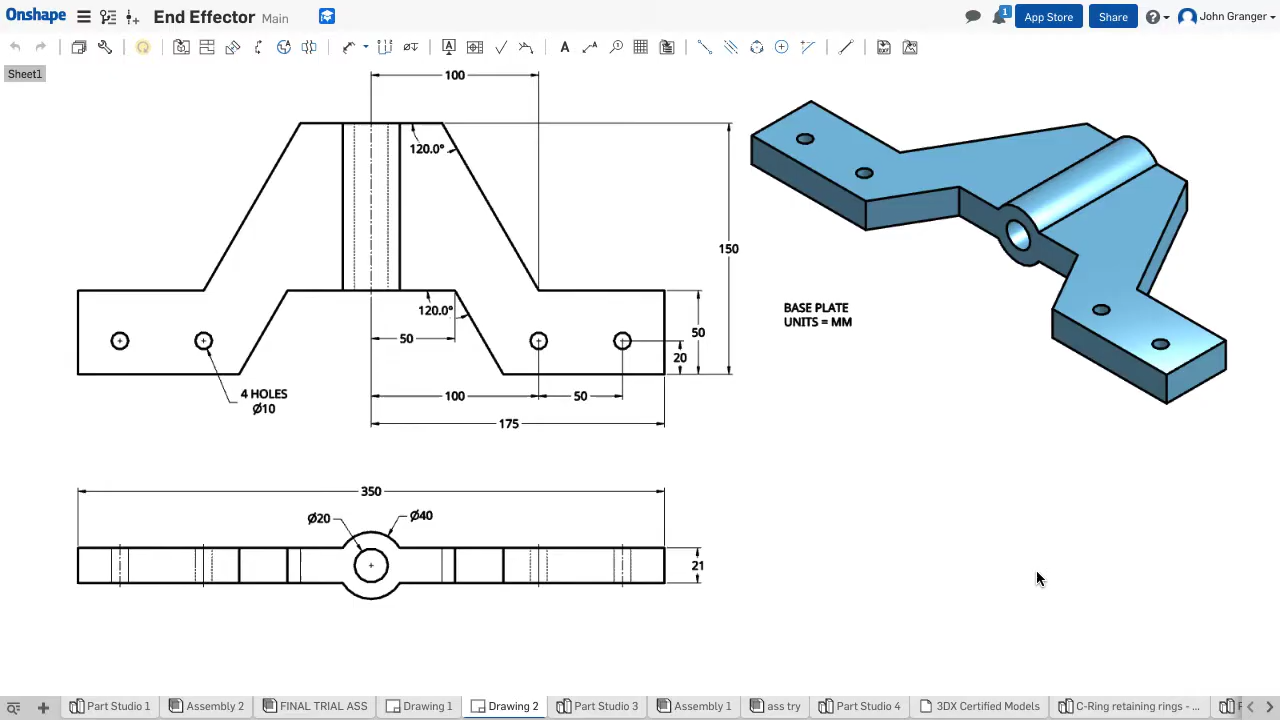 Onshape
End Effector Main
App Store
Share
John Granger
1
Sheet1
100
120.0°
150
BASE PLATE
UNITS = MM
120.0°
50
50
20
4 HOLES
Ø10
100
50
175
350
Ø20
Ø40
21
Part Studio 1
Assembly 2
FINAL TRIAL ASS
Drawing 1
Drawing 2
Part Studio 3
Assembly 1
ass try
Part Studio 4
3DX Certified Models
C-Ring retaining rings - ...